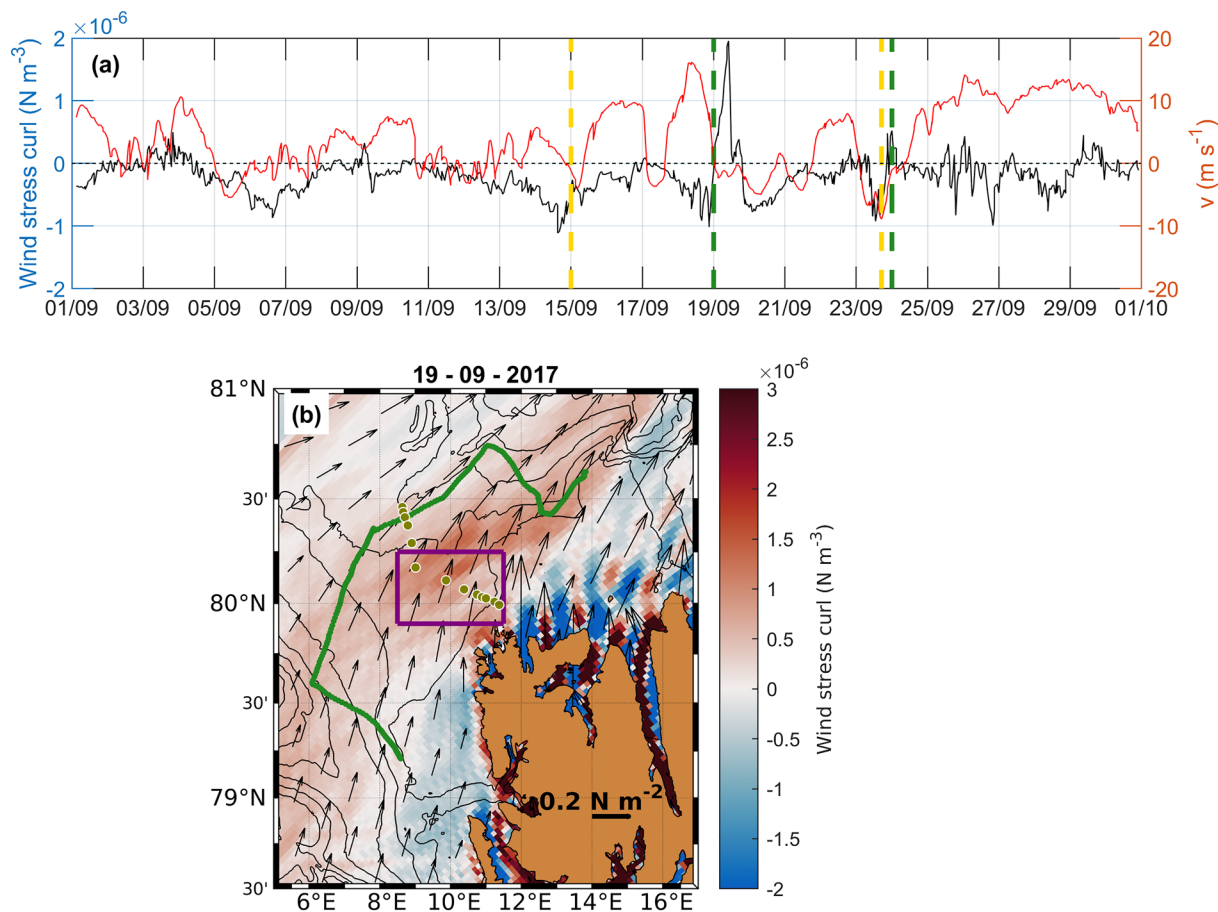 ×10⁻⁶
(a)
Wind stress curl (N m⁻³)
2
1
0
-1
-2
20
10
0
-10
-20
v (m s⁻¹)
01/09 03/09 05/09 07/09 09/09 11/09 13/09 15/09 17/09 19/09 21/09 23/09 25/09 27/09 29/09 01/10
19 - 09 - 2017
(b)
81°N
30'
80°N
30'
79°N
30'
6°E 8°E 10°E 12°E 14°E 16°E
0.2 N m⁻²
×10⁻⁶
3
2.5
2
1.5
1
0.5
0
-0.5
-1
-1.5
-2
Wind stress curl (N m⁻³)